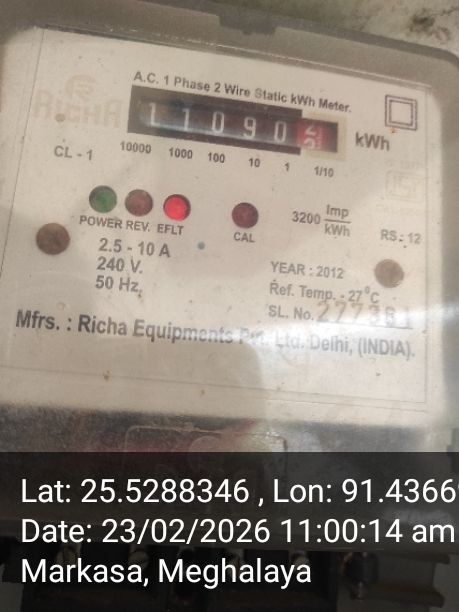 RICHA
A.C. 1 Phase 2 Wire Static kWh Meter.
11090 kWh
CL - 1 10000 1000 100 10 1 1/10
POWER REV. EFLT CAL 3200 Imp/kWh RS : 12
2.5 - 10 A
240 V.
50 Hz.
YEAR : 2012
Ref. Temp. - 27°C
SL. No.
Mfrs. : Richa Equipments Pvt. Ltd. Delhi, (INDIA).
Lat: 25.5288346 , Lon: 91.4366
Date: 23/02/2026 11:00:14 am
Markasa, Meghalaya